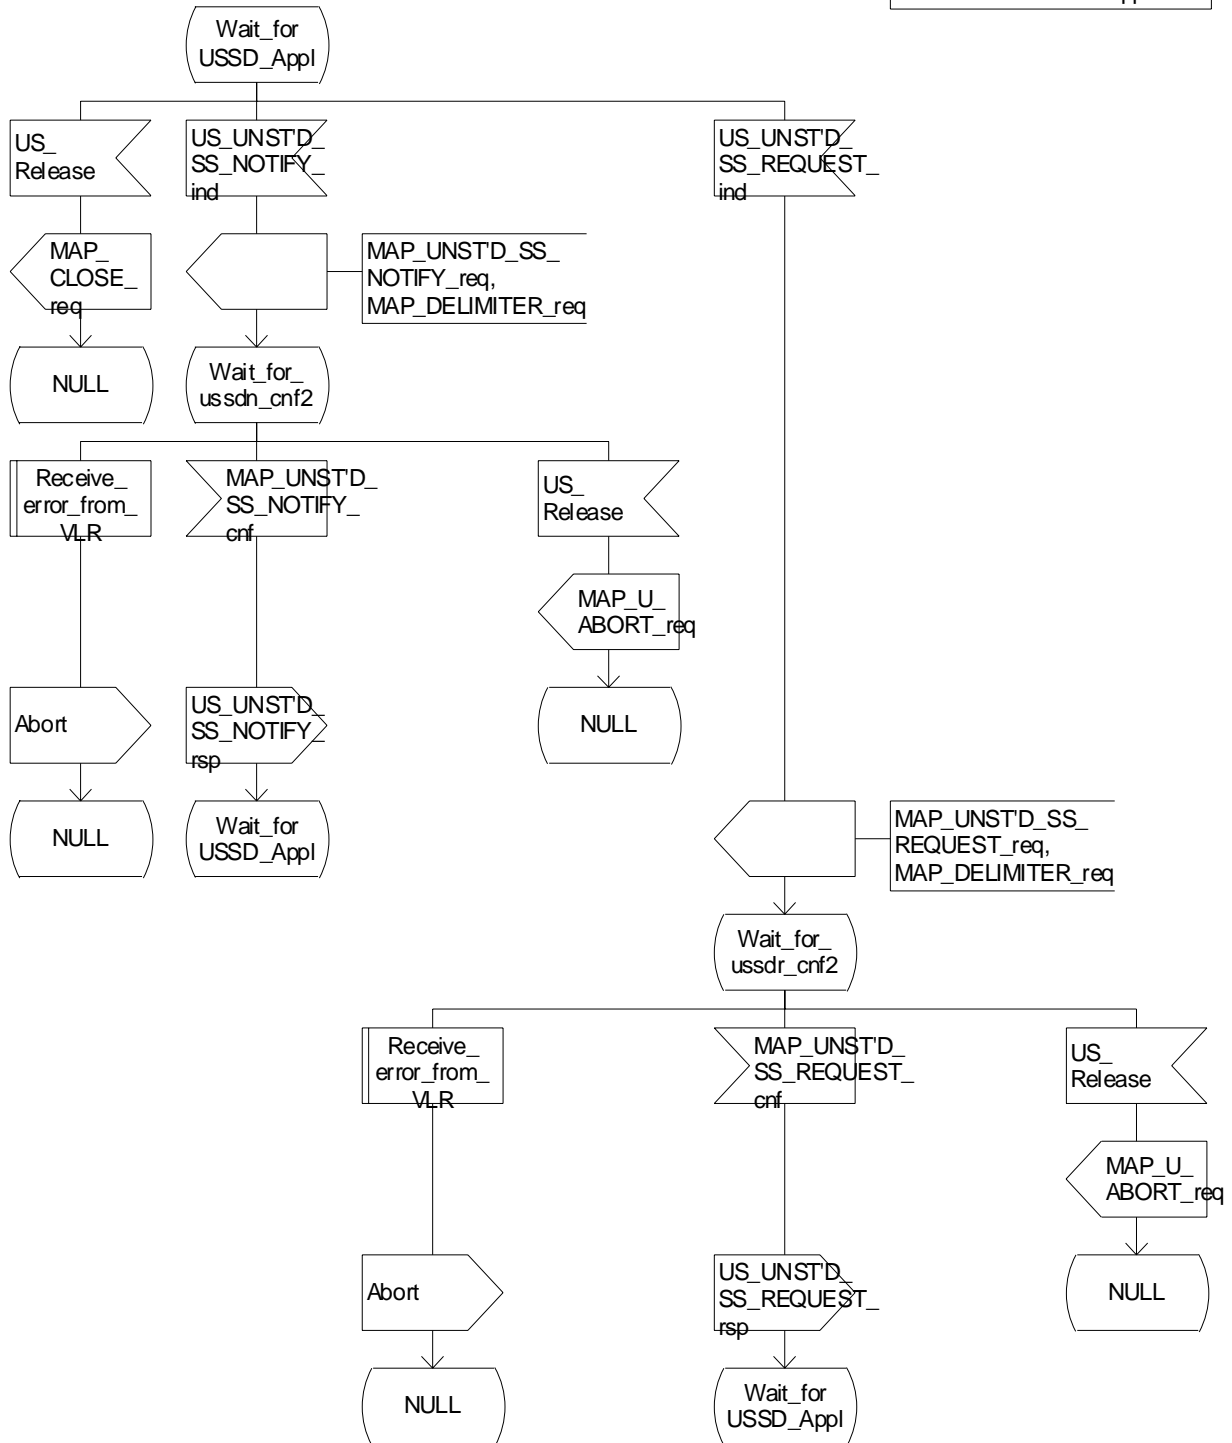 Wait_for
USSD_Appl
US_
Release
US_UNST'D_
SS_NOTIFY_
ind
US_UNST'D_
SS_REQUEST_
ind
MAP_
CLOSE_
req
MAP_UNST'D_SS_
NOTIFY_req,
MAP_DELIMITER_req
NULL
Wait_for_
ussdn_cnf2
Receive_
error_from_
VLR
MAP_UNST'D_
SS_NOTIFY_
cnf
US_
Release
MAP_U_
ABORT_req
Abort
US_UNST'D_
SS_NOTIFY_
rsp
NULL
NULL
Wait_for
USSD_Appl
MAP_UNST'D_SS_
REQUEST_req,
MAP_DELIMITER_req
Wait_for_
ussdr_cnf2
Receive_
error_from_
VLR
MAP_UNST'D_
SS_REQUEST_
cnf
US_
Release
MAP_U_
ABORT_req
Abort
US_UNST'D_
SS_REQUEST_
rsp
NULL
NULL
Wait_for
USSD_Appl